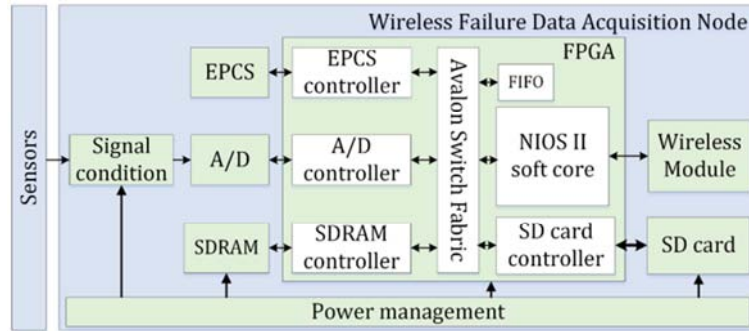 Wireless Failure Data Acquisition Node
FPGA
Sensors
EPCS
EPCS
controller
Avalon Switch Fabric
FIFO
Signal
condition
A/D
A/D
controller
NIOS II
soft core
Wireless
Module
SDRAM
SDRAM
controller
SD card
controller
SD card
Power management